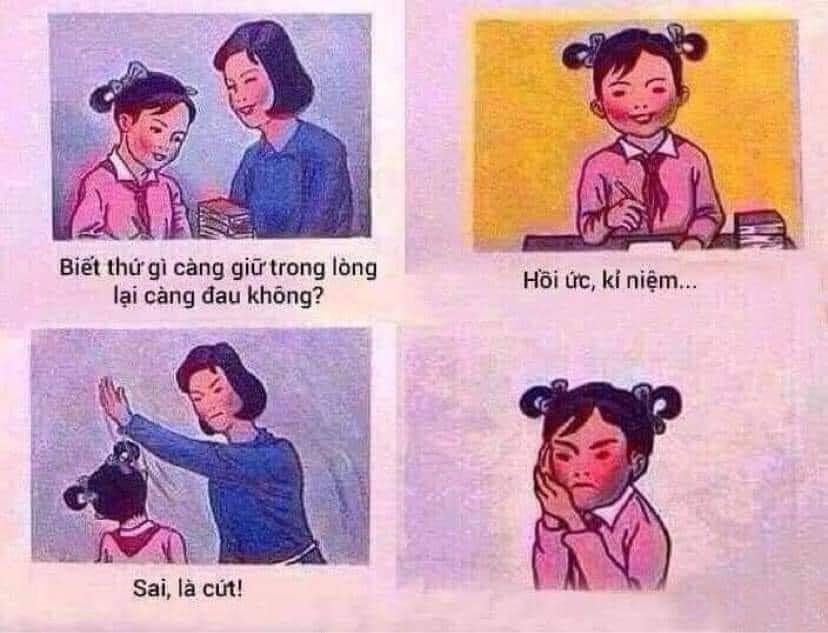 Biết thứ gì càng giữ trong lòng
lại càng đau không?
Hồi ức, kỉ niệm...
Sai, là cứt!